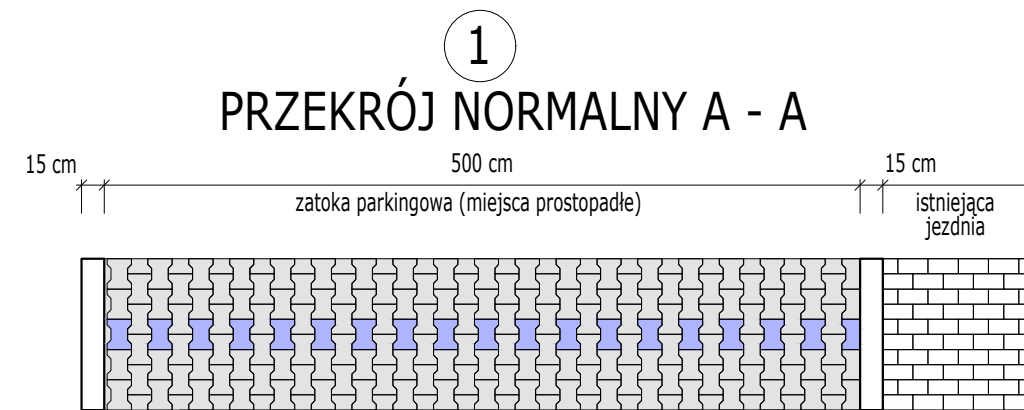 1
PRZEKRÓJ NORMALNY A - A
15 cm
500 cm
15 cm
zatoka parkingowa (miejsca prostopadłe)
istniejąca
jezdnia